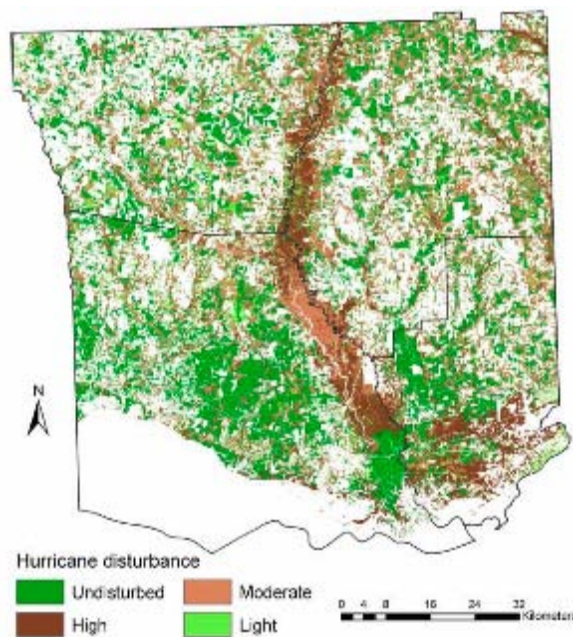 N
Hurricane disturbance
Undisturbed
Moderate
High
Light
0 4 8 16 24 32
Kilometers